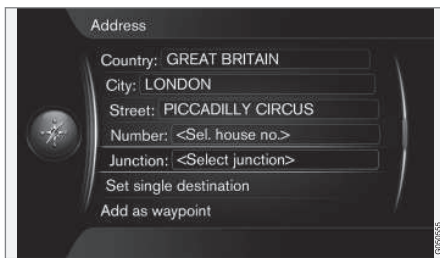 Address
Country: GREAT BRITAIN
City: LONDON
Street: PICCADILLY CIRCUS
Number: <Sel. house no.>
Junction: <Select junction>
Set single destination
Add as waypoint
G050555